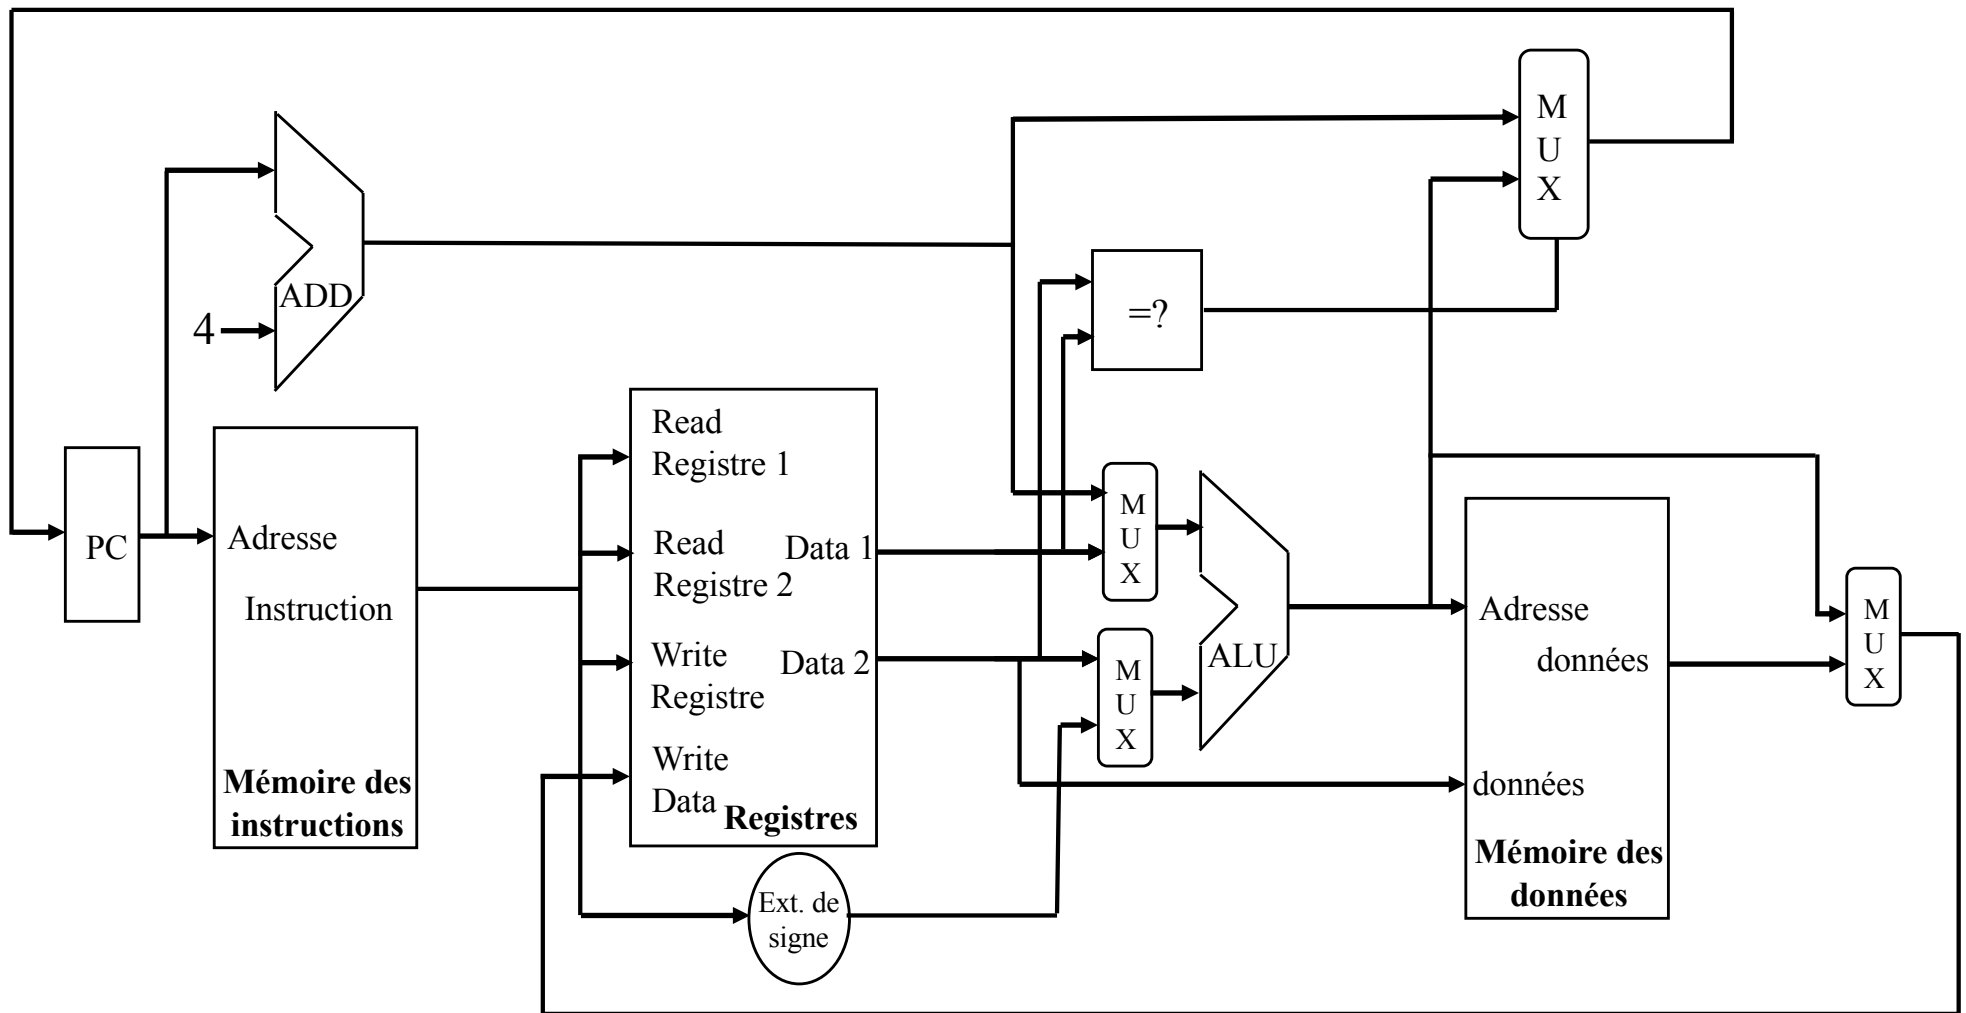 M
U
X
ADD
4
=?
PC
Adresse
Instruction
Mémoire des
instructions
Read
Registre 1
Read
Registre 2
Data 1
Write
Registre
Data 2
Write
Data
Registres
Ext. de
signe
M
U
X
M
U
X
ALU
Adresse
données
données
Mémoire des
données
M
U
X